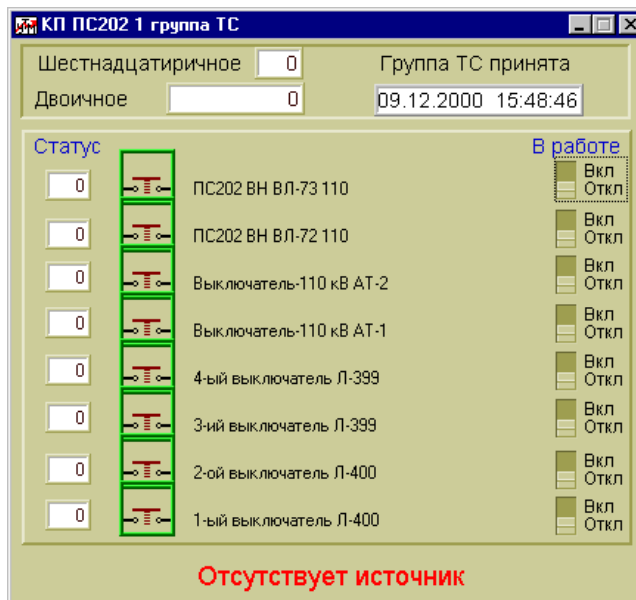 КП ПС202 1 группа ТС
Шестнадцатиричное 0 Группа ТС принята
Двоичное 0 09.12.2000 15:48:46
Статус В работе
0 ПС202 ВН ВЛ-73 110 Вкл Откл
0 ПС202 ВН ВЛ-72 110 Вкл Откл
0 Выключатель-110 кВ АТ-2 Вкл Откл
0 Выключатель-110 кВ АТ-1 Вкл Откл
0 4-ый выключатель Л-399 Вкл Откл
0 3-ий выключатель Л-399 Вкл Откл
0 2-ой выключатель Л-400 Вкл Откл
0 1-ый выключатель Л-400 Вкл Откл
Отсутствует источник